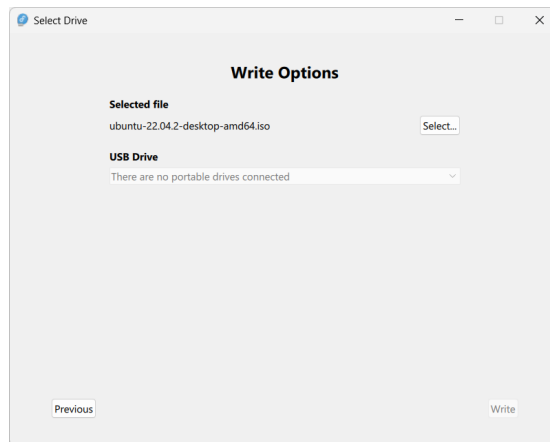 Select Drive
Write Options
Selected file
ubuntu-22.04.2-desktop-amd64.iso
Select...
USB Drive
There are no portable drives connected
Previous
Write